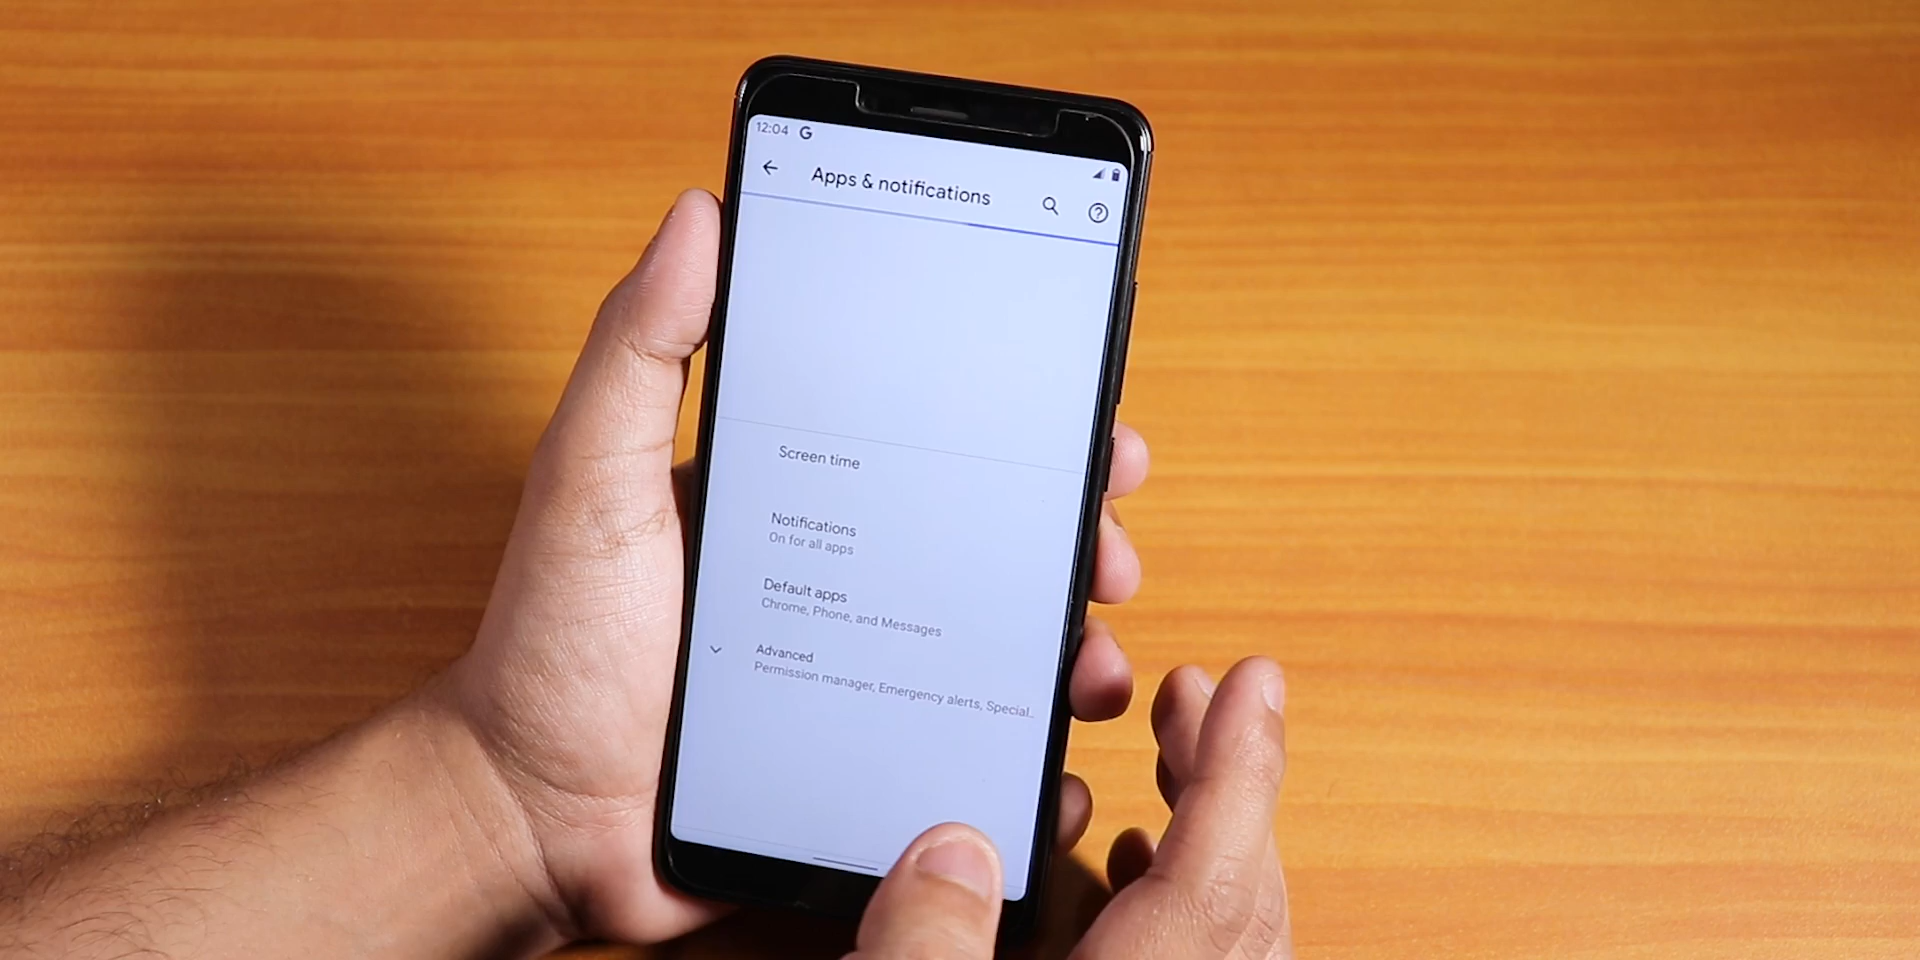 12:04 G
Apps & notifications
Screen time
Notifications
On for all apps
Default apps
Chrome, Phone, and Messages
Advanced
Permission manager, Emergency alerts, Special..